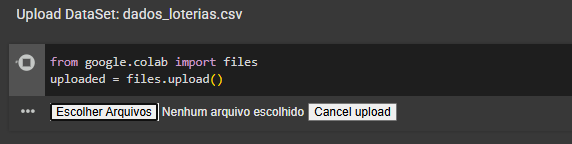 Upload DataSet: dados_loterias.csv
from google.colab import files
uploaded = files.upload()
Escolher Arquivos Nenhum arquivo escolhido Cancel upload